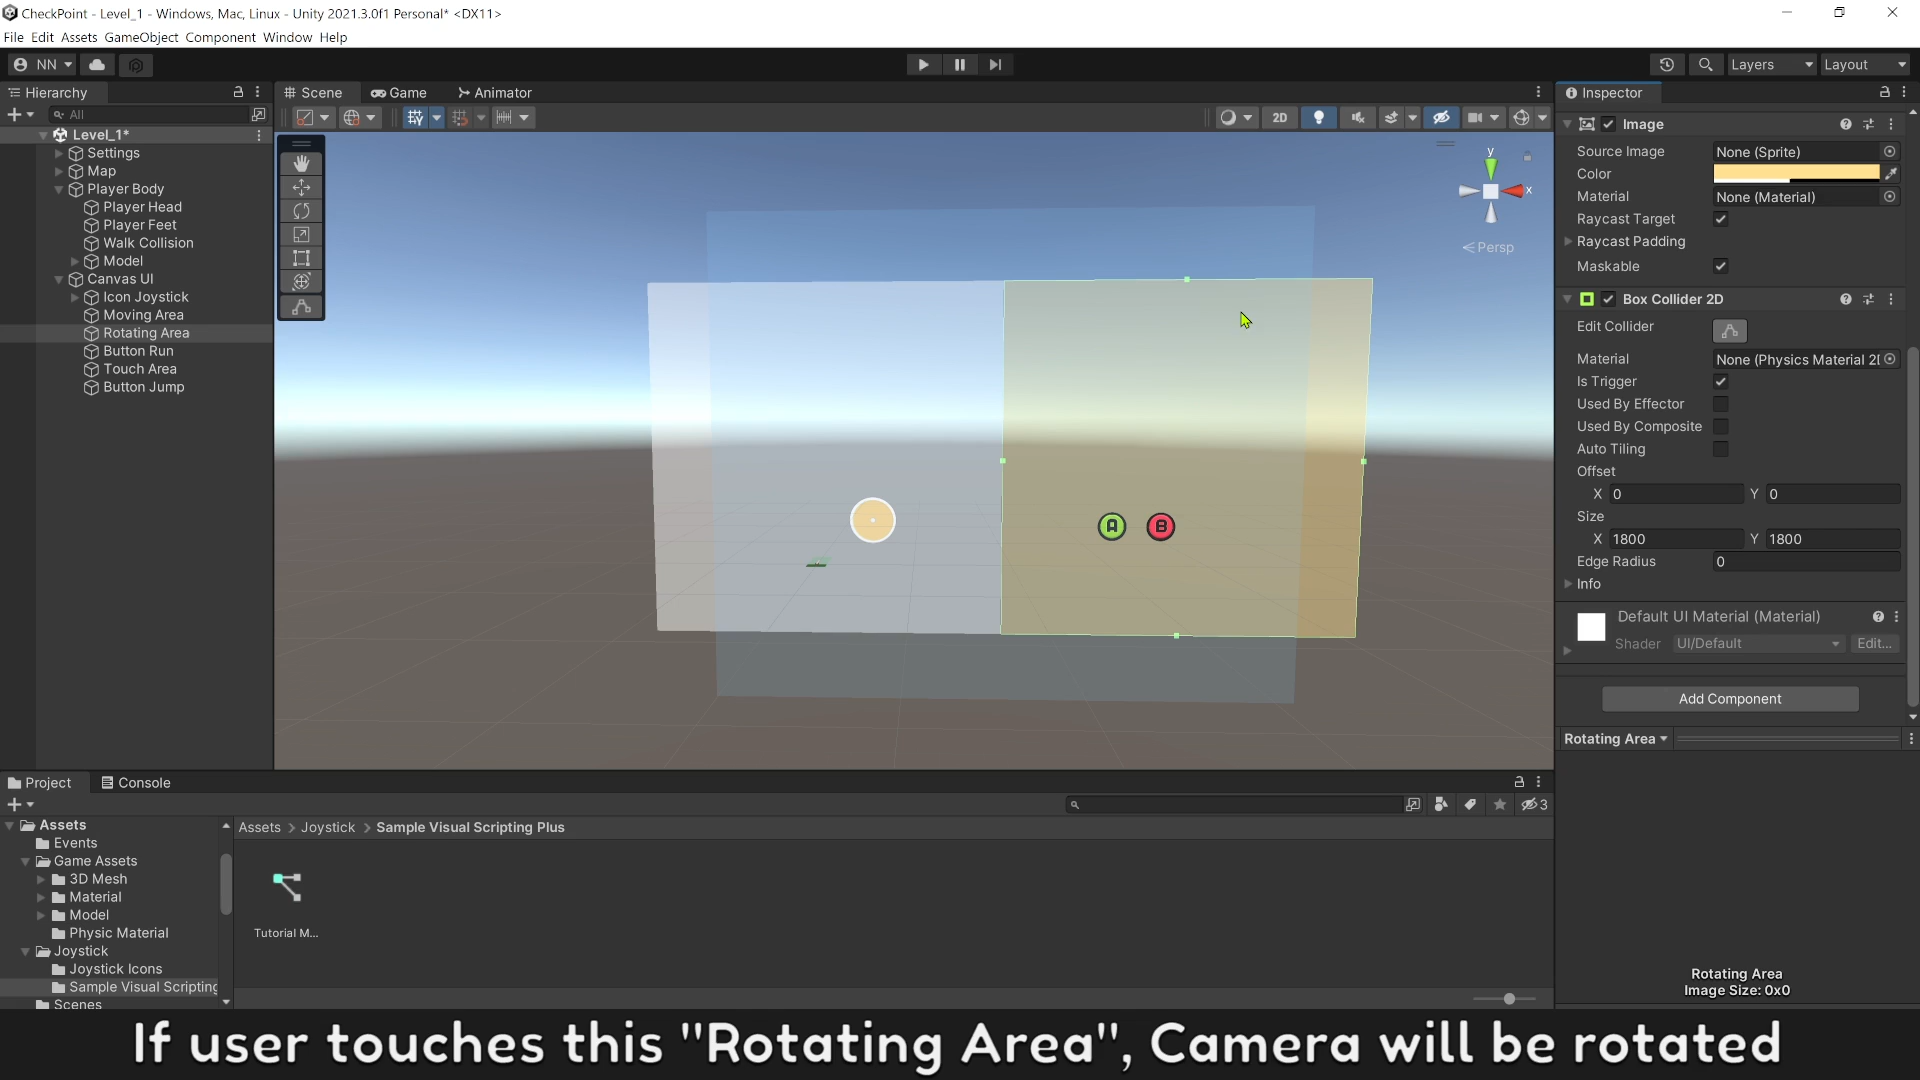 CheckPoint - Level_1 - Windows, Mac, Linux - Unity 2021.3.0f1 Personal* <DX11>
File Edit Assets GameObject Component Window Help
NN
Layers
Layout
Hierarchy
All
Level_1*
Settings
Map
Player Body
Player Head
Player Feet
Walk Collision
Model
Canvas UI
Icon Joystick
Moving Area
Rotating Area
Button Run
Touch Area
Button Jump
Scene
Game
Animator
2D
y
x
Persp
A
B
Inspector
Image
Source Image None (Sprite)
Color
Material None (Material)
Raycast Target
Raycast Padding
Maskable
Box Collider 2D
Edit Collider
Material None (Physics Material 2
Is Trigger
Used By Effector
Used By Composite
Auto Tiling
Offset
X 0 Y 0
Size
X 1800 Y 1800
Edge Radius 0
Info
Default UI Material (Material)
Shader UI/Default Edit...
Add Component
Rotating Area
Rotating Area
Image Size: 0x0
Project
Console
3
Assets
Events
Game Assets
3D Mesh
Material
Model
Physic Material
Joystick
Joystick Icons
Sample Visual Scripting
Scenes
Assets > Joystick > Sample Visual Scripting Plus
Tutorial M...
If user touches this "Rotating Area", Camera will be rotated